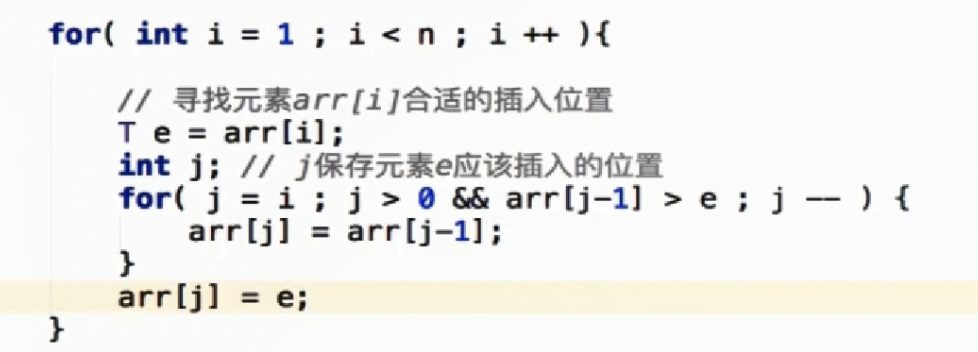 for( int i = 1 ; i < n ; i ++ ){
// 寻找元素arr[i]合适的插入位置
T e = arr[i];
int j; // j保存元素e应该插入的位置
for( j = i ; j > 0 && arr[j-1] > e ; j -- ) {
arr[j] = arr[j-1];
}
arr[j] = e;
}